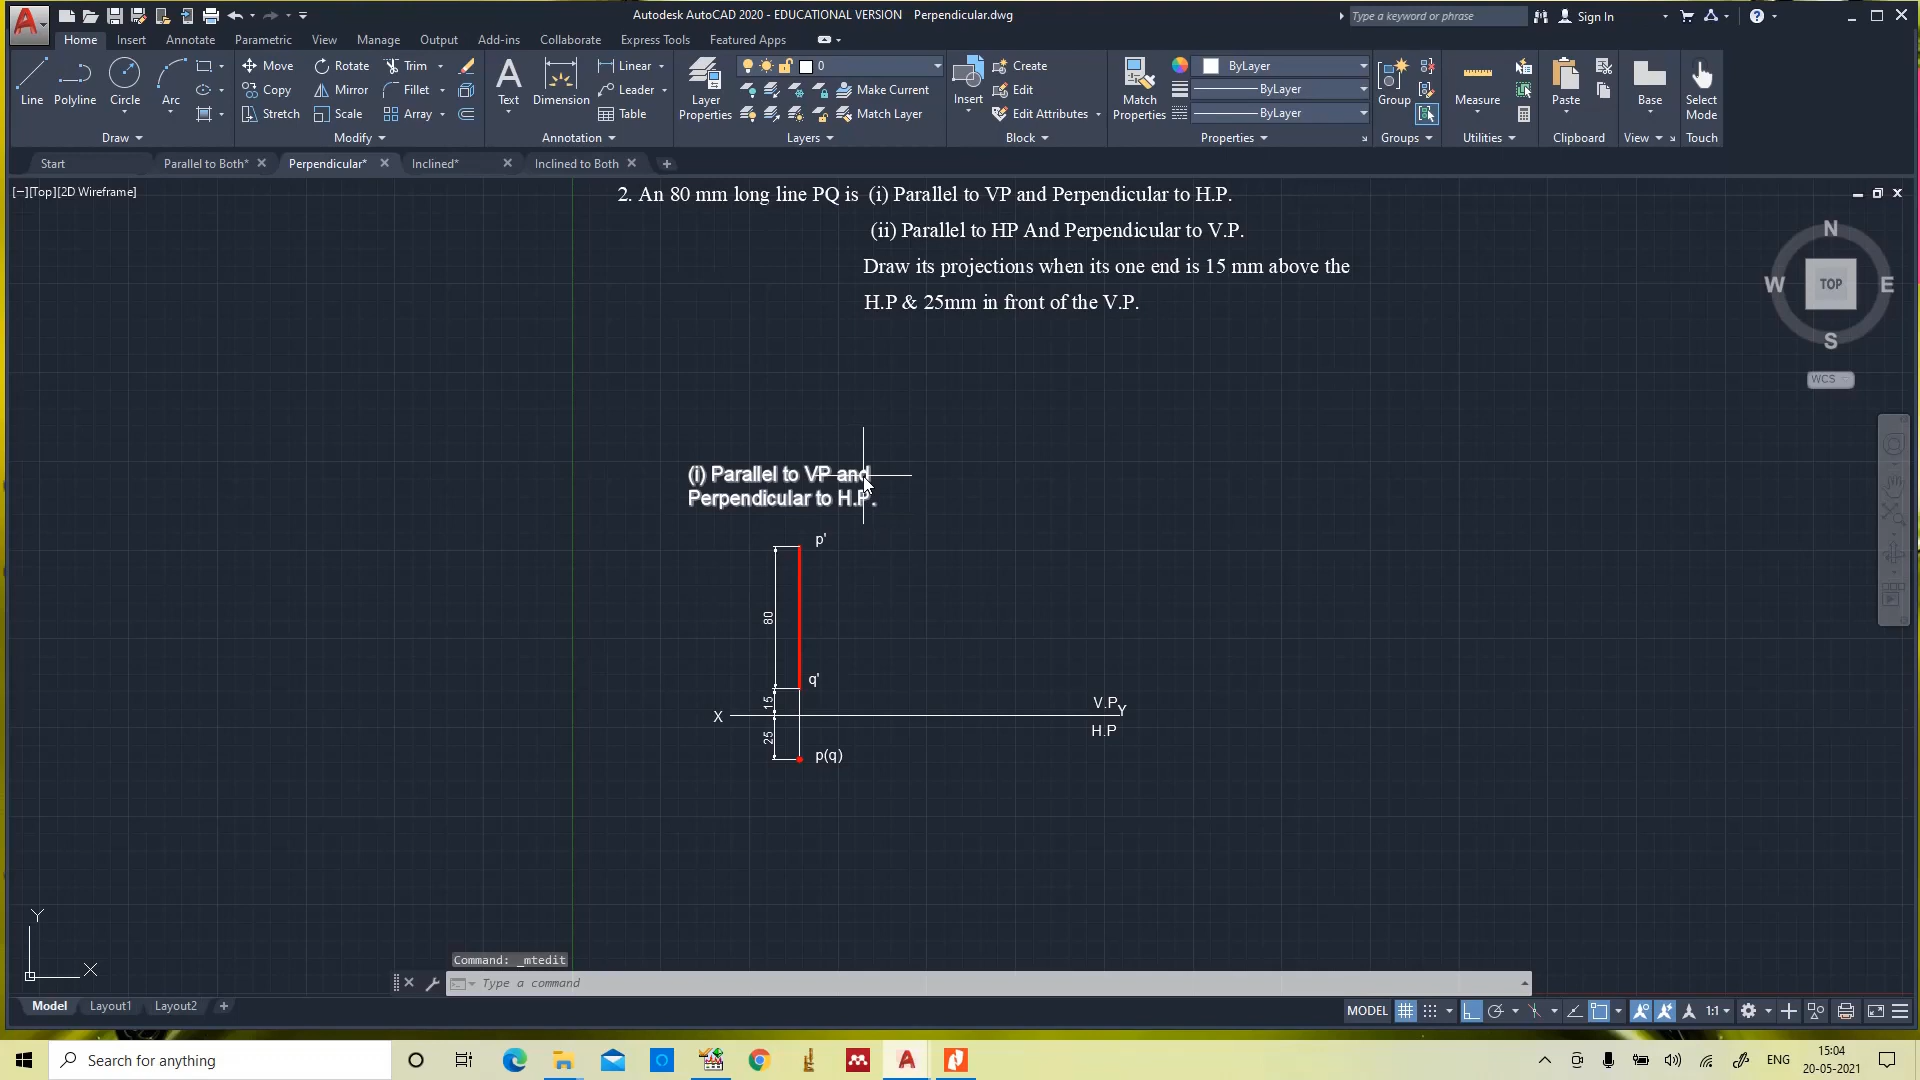 Autodesk AutoCAD 2020 - EDUCATIONAL VERSION Perpendicular.dwg
Type a keyword or phrase
Sign In
Home Insert Annotate Parametric View Manage Output Add-ins Collaborate Express Tools Featured Apps
Line Polyline Circle Arc
Move Rotate Trim
Copy Mirror Fillet
Stretch Scale Array
Text Dimension
Linear
Leader
Table
Layer Properties
0
Make Current
Match Layer
Insert
Create
Edit
Edit Attributes
Match Properties
ByLayer
ByLayer
ByLayer
Group Measure Paste Base Select Mode
Draw Modify Annotation Layers Block Properties Groups Utilities Clipboard View Touch
Start Parallel to Both* Perpendicular* Inclined* Inclined to Both
[−][Top][2D Wireframe]
2. An 80 mm long line PQ is (i) Parallel to VP and Perpendicular to H.P.
(ii) Parallel to HP And Perpendicular to V.P.
Draw its projections when its one end is 15 mm above the
H.P & 25mm in front of the V.P.
N
W TOP E
S
WCS
(i) Parallel to VP and
Perpendicular to H.P.
p'
80
q'
15
X
V.P
Y
H.P
25
p(q)
Y
X
Command: _mtedit
Type a command
Model Layout1 Layout2
MODEL
1:1
Search for anything
ENG
15:04
20-05-2021